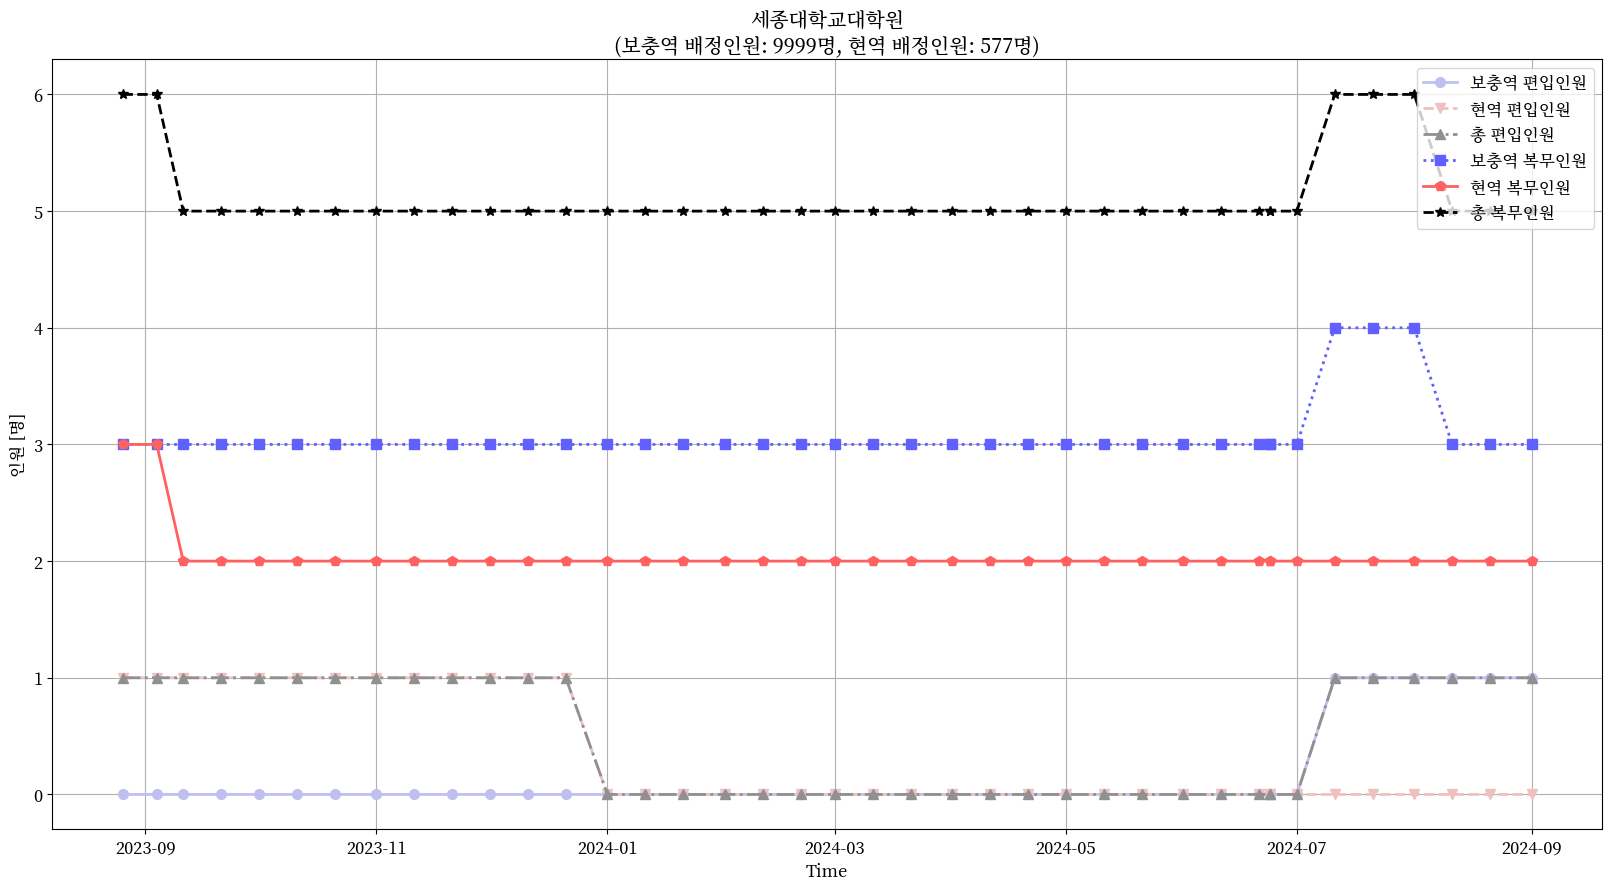 세종대학교대학원
(보충역 배정인원: 9999명, 현역 배정인원: 577명)
보충역 편입인원
현역 편입인원
총 편입인원
보충역 복무인원
현역 복무인원
총 복무인원
인원 [명]
6
5
4
3
2
1
0
2023-09
2023-11
2024-01
2024-03
2024-05
2024-07
2024-09
Time